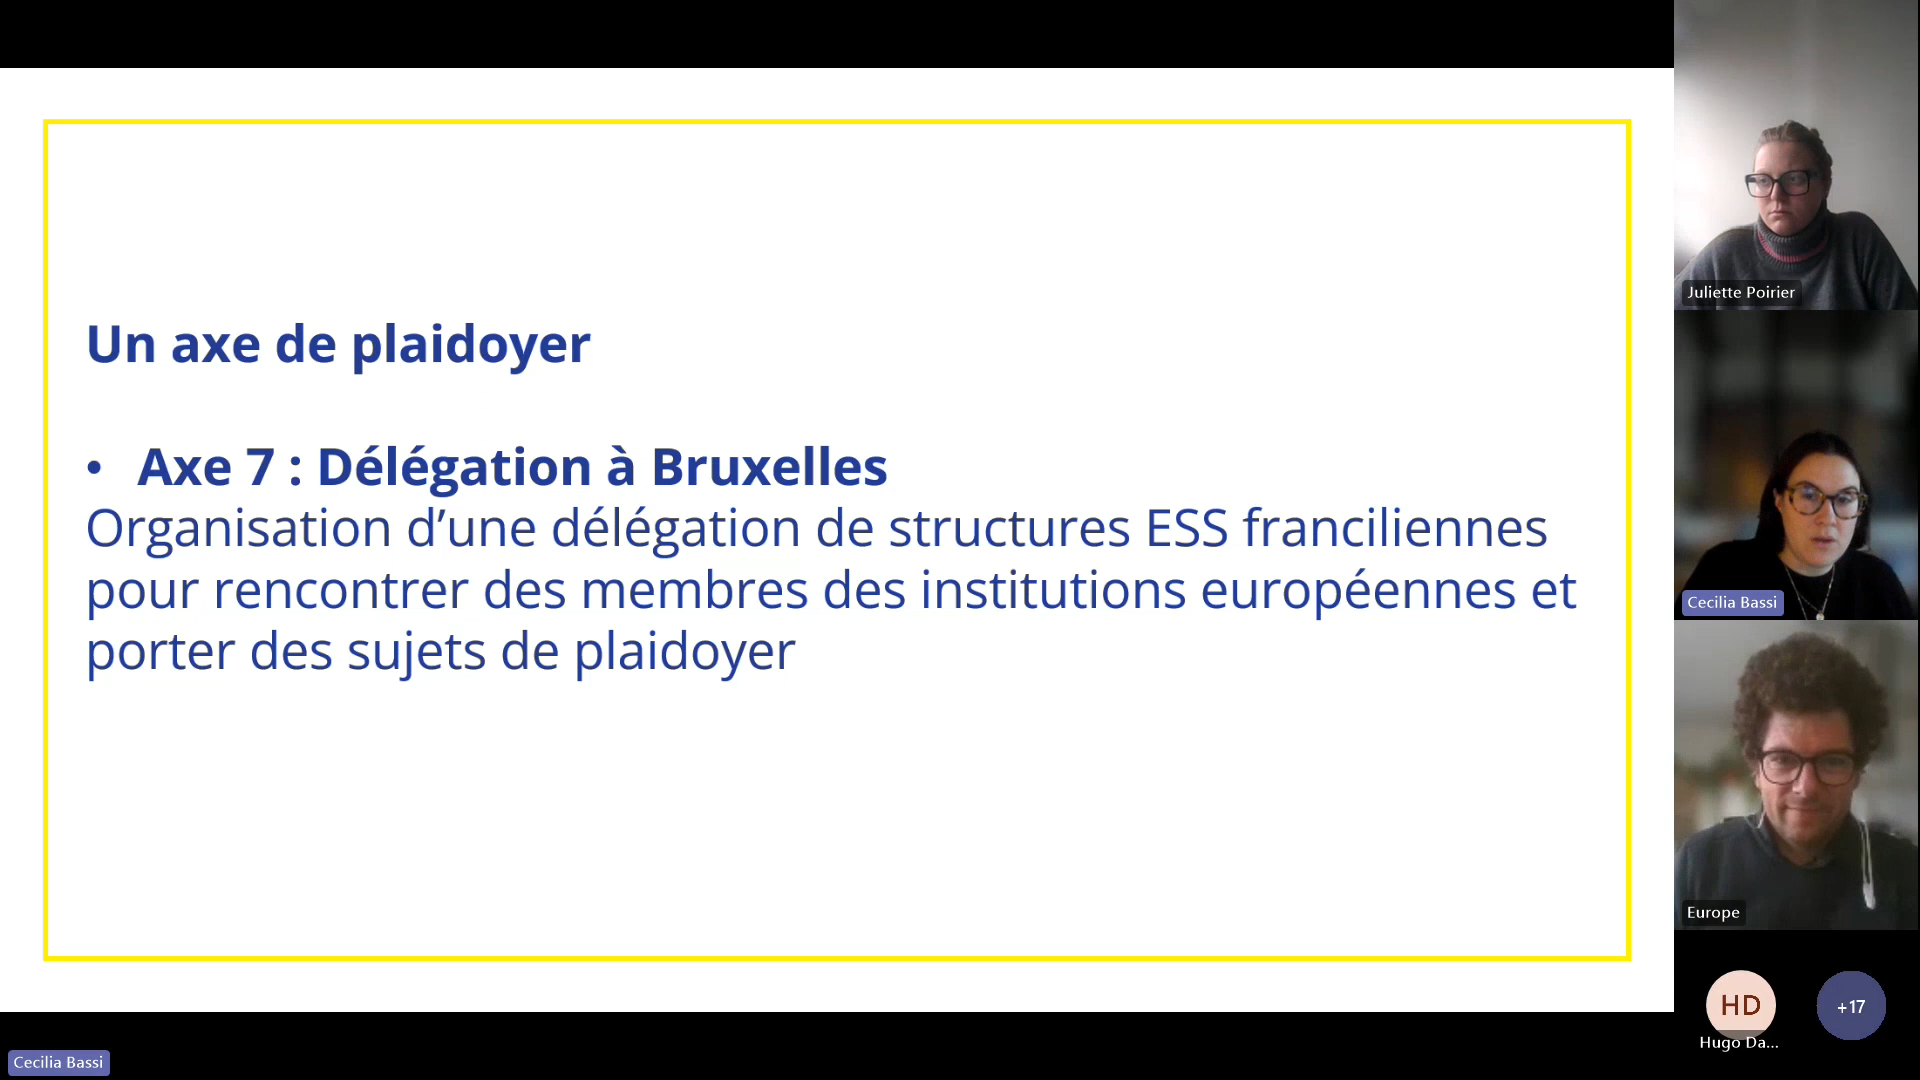 Un axe de plaidoyer
• Axe 7 : Délégation à Bruxelles
Organisation d’une délégation de structures ESS franciliennes
pour rencontrer des membres des institutions européennes et
porter des sujets de plaidoyer
Juliette Poirier
Cecilia Bassi
Europe
HD
+17
Hugo Da...
Cecilia Bassi